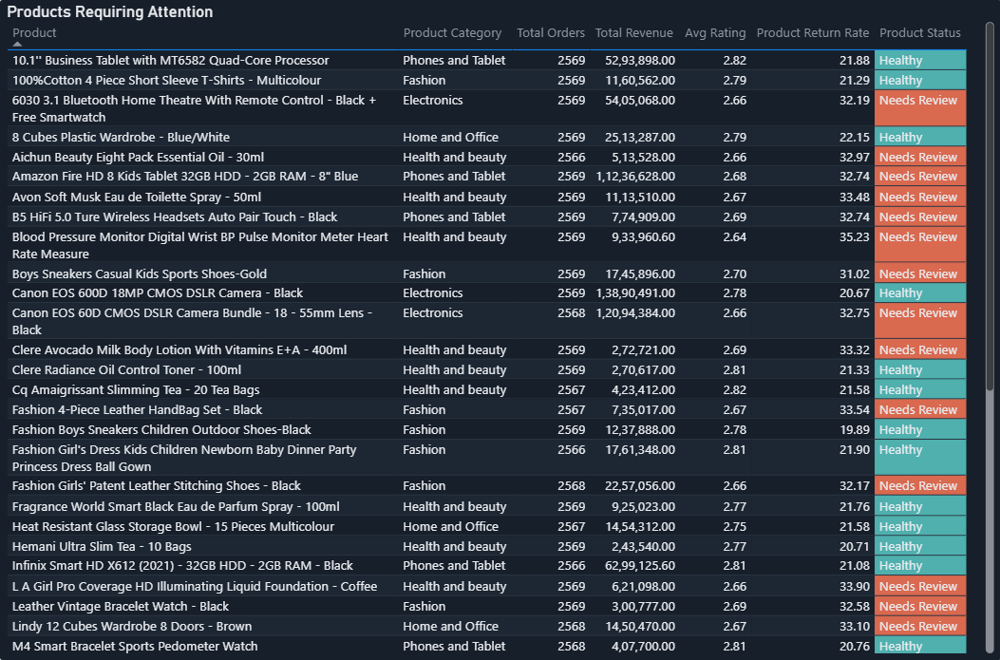 Products Requiring Attention
Product Product Category Total Orders Total Revenue Avg Rating Product Return Rate Product Status
10.1'' Business Tablet with MT6582 Quad-Core Processor Phones and Tablet 2569 52,93,898.00 2.82 21.88 Healthy
100%Cotton 4 Piece Short Sleeve T-Shirts - Multicolour Fashion 2569 11,60,562.00 2.79 21.29 Healthy
6030 3.1 Bluetooth Home Theatre With Remote Control - Black + Electronics 2569 54,05,068.00 2.66 32.19 Needs Review
Free Smartwatch
8 Cubes Plastic Wardrobe - Blue/White Home and Office 2569 25,13,287.00 2.79 22.15 Healthy
Aichun Beauty Eight Pack Essential Oil - 30ml Health and beauty 2566 5,13,528.00 2.66 32.97 Needs Review
Amazon Fire HD 8 Kids Tablet 32GB HDD - 2GB RAM - 8" Blue Phones and Tablet 2569 1,12,36,628.00 2.68 32.74 Needs Review
Avon Soft Musk Eau de Toilette Spray - 50ml Health and beauty 2569 11,13,510.00 2.67 33.48 Needs Review
B5 HiFi 5.0 Ture Wireless Headsets Auto Pair Touch - Black Phones and Tablet 2569 7,74,909.00 2.69 32.74 Needs Review
Blood Pressure Monitor Digital Wrist BP Pulse Monitor Meter Heart Health and beauty 2569 9,33,960.60 2.64 35.23 Needs Review
Rate Measure
Boys Sneakers Casual Kids Sports Shoes-Gold Fashion 2569 17,45,896.00 2.70 31.02 Needs Review
Canon EOS 600D 18MP CMOS DSLR Camera - Black Electronics 2569 1,38,90,491.00 2.78 20.67 Healthy
Canon EOS 60D CMOS DSLR Camera Bundle - 18 - 55mm Lens - Electronics 2568 1,20,94,384.00 2.66 32.75 Needs Review
Black
Clere Avocado Milk Body Lotion With Vitamins E+A - 400ml Health and beauty 2569 2,72,721.00 2.69 33.32 Needs Review
Clere Radiance Oil Control Toner - 100ml Health and beauty 2569 2,70,617.00 2.81 21.33 Healthy
Cq Amaigrissant Slimming Tea - 20 Tea Bags Health and beauty 2567 4,23,412.00 2.82 21.58 Healthy
Fashion 4-Piece Leather HandBag Set - Black Fashion 2567 7,35,017.00 2.67 33.54 Needs Review
Fashion Boys Sneakers Children Outdoor Shoes-Black Fashion 2569 12,37,888.00 2.78 19.89 Healthy
Fashion Girl's Dress Kids Children Newborn Baby Dinner Party Fashion 2566 17,61,348.00 2.81 21.90 Healthy
Princess Dress Ball Gown
Fashion Girls' Patent Leather Stitching Shoes - Black Fashion 2568 22,57,056.00 2.66 32.17 Needs Review
Fragrance World Smart Black Eau de Parfum Spray - 100ml Health and beauty 2569 9,25,023.00 2.77 21.76 Healthy
Heat Resistant Glass Storage Bowl - 15 Pieces Multicolour Home and Office 2567 14,54,312.00 2.75 21.58 Healthy
Hemani Ultra Slim Tea - 10 Bags Health and beauty 2569 2,43,540.00 2.77 20.71 Healthy
Infinix Smart HD X612 (2021) - 32GB HDD - 2GB RAM - Black Phones and Tablet 2566 62,99,125.60 2.81 21.08 Healthy
L A Girl Pro Coverage HD Illuminating Liquid Foundation - Coffee Health and beauty 2569 6,21,098.00 2.66 33.90 Needs Review
Leather Vintage Bracelet Watch - Black Fashion 2569 3,00,777.00 2.69 32.58 Needs Review
Lindy 12 Cubes Wardrobe 8 Doors - Brown Home and Office 2568 14,50,470.00 2.67 33.10 Needs Review
M4 Smart Bracelet Sports Pedometer Watch Phones and Tablet 2568 4,07,700.00 2.81 20.76 Healthy